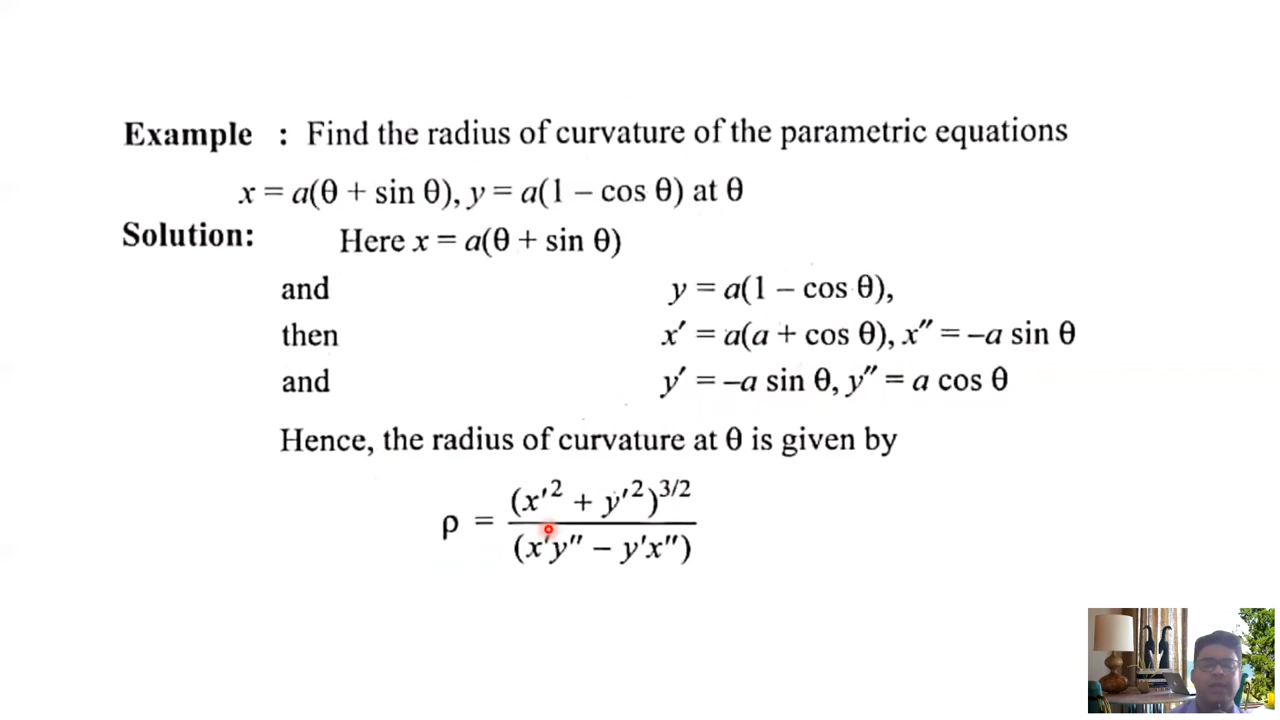 Example : Find the radius of curvature of the parametric equations
x = a(θ + sin θ), y = a(1 – cos θ) at θ
Solution: Here x = a(θ + sin θ)
and y = a(1 – cos θ),
then x′ = a(a + cos θ), x″ = –a sin θ
and y′ = –a sin θ, y″ = a cos θ
Hence, the radius of curvature at θ is given by
ρ = (x′² + y′²)^3/2
(x′y″ – y′x″)